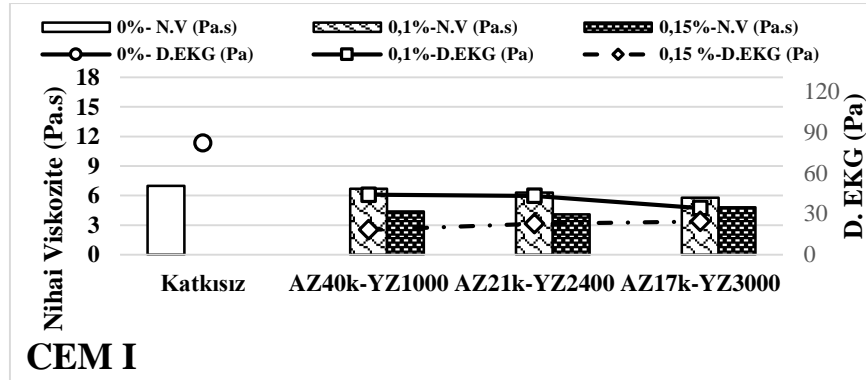 0%- N.V (Pa.s) 0,1%-N.V (Pa.s) 0,15%-N.V (Pa.s)
0%- D.EKG (Pa) 0,1%-D.EKG (Pa) 0,15 %-D.EKG (Pa)
Nihai Viskozite (Pa.s)
18
15
12
9
6
3
0
120
90
60
30
0
D. EKG (Pa)
Katkısız AZ40k-YZ1000 AZ21k-YZ2400 AZ17k-YZ3000
CEM I